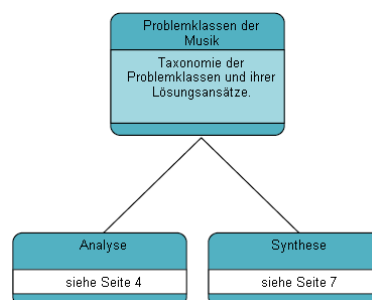 Problemklassen der
Musik
Taxonomie der
Problemklassen und ihrer
Lösungsansätze.
Analyse
Synthese
siehe Seite 4
siehe Seite 7